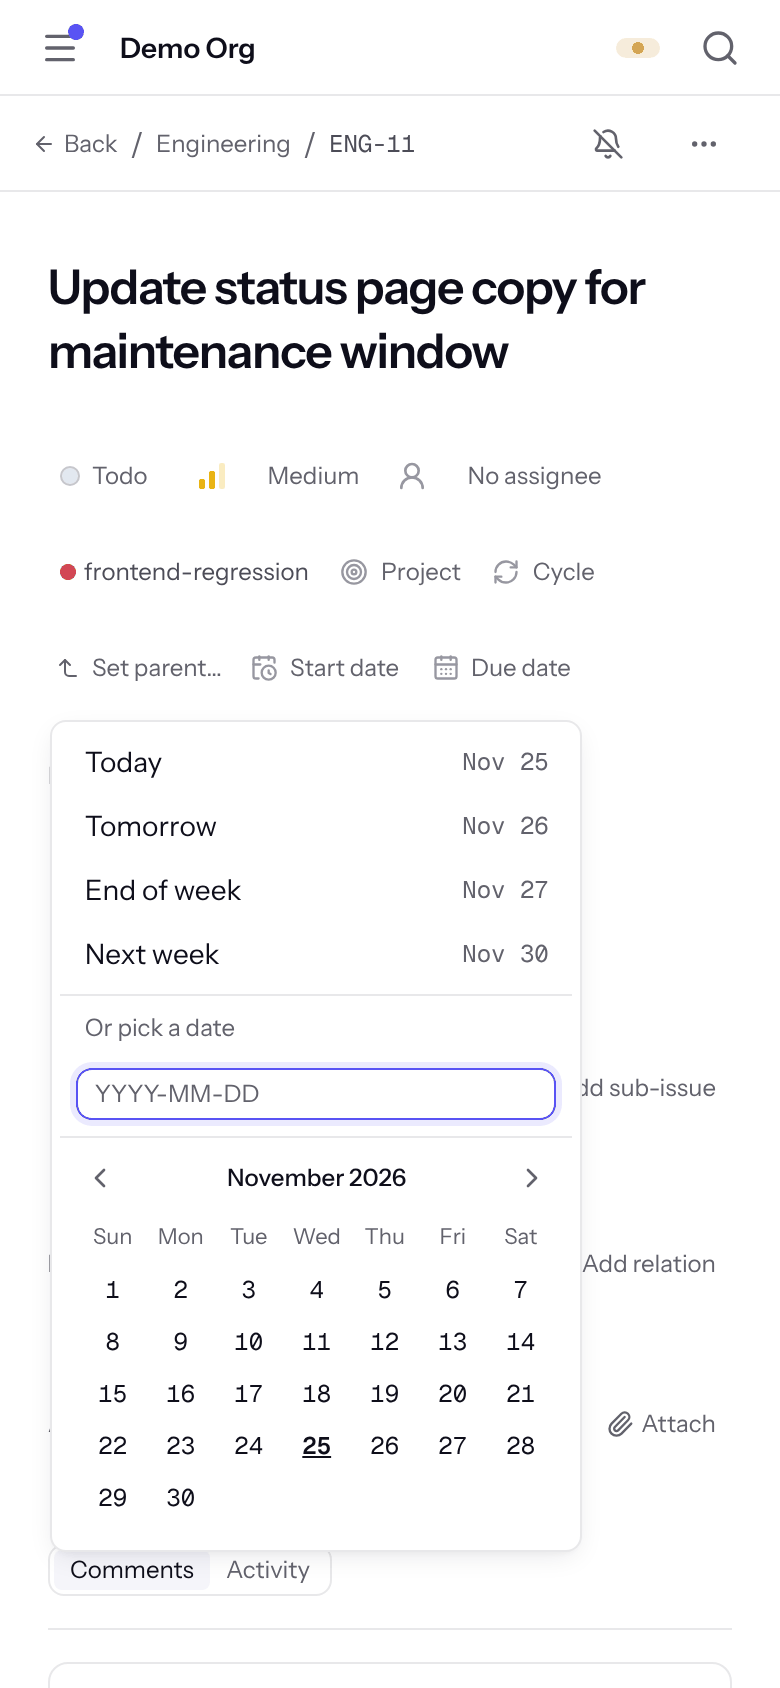 Demo Org
Back / Engineering / ENG-11
Update status page copy for
maintenance window
Todo Medium No assignee
frontend-regression Project Cycle
Set parent... Start date Due date
Today Nov 25
Tomorrow Nov 26
End of week Nov 27
Next week Nov 30
Or pick a date
YYYY-MM-DD
dd sub-issue
November 2026
Sun Mon Tue Wed Thu Fri Sat
Add relation
1 2 3 4 5 6 7
8 9 10 11 12 13 14
15 16 17 18 19 20 21
Attach
22 23 24 25 26 27 28
29 30
Comments Activity